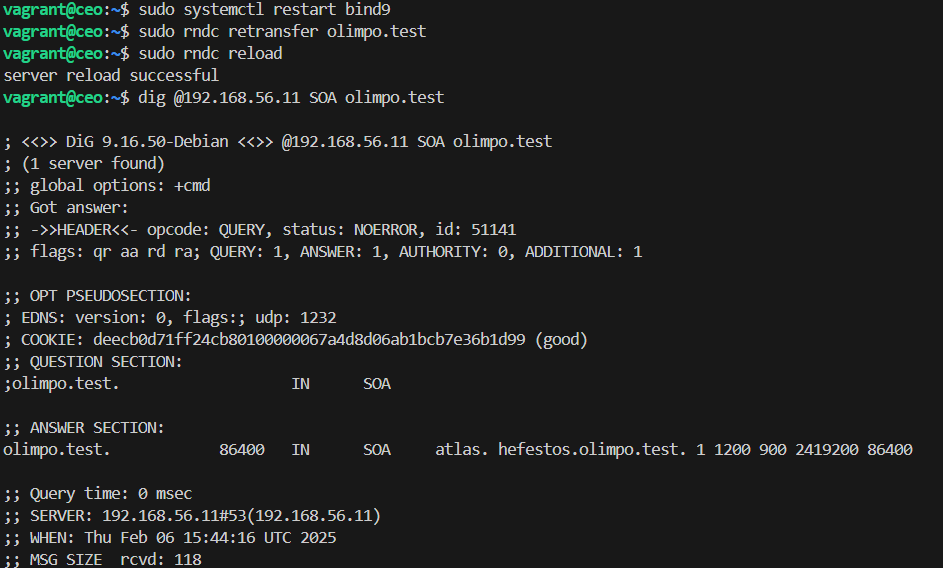 vagrant@ceo:~$ sudo systemctl restart bind9
vagrant@ceo:~$ sudo rndc retransfer olimpo.test
vagrant@ceo:~$ sudo rndc reload
server reload successful
vagrant@ceo:~$ dig @192.168.56.11 SOA olimpo.test
; <<>> DiG 9.16.50-Debian <<>> @192.168.56.11 SOA olimpo.test
; (1 server found)
;; global options: +cmd
;; Got answer:
;; ->>HEADER<<- opcode: QUERY, status: NOERROR, id: 51141
;; flags: qr aa rd ra; QUERY: 1, ANSWER: 1, AUTHORITY: 0, ADDITIONAL: 1
;; OPT PSEUDOSECTION:
; EDNS: version: 0, flags:; udp: 1232
; COOKIE: deecb0d71ff24cb80100000067a4d8d06ab1bcb7e36b1d99 (good)
;; QUESTION SECTION:
;olimpo.test. IN SOA
;; ANSWER SECTION:
olimpo.test. 86400 IN SOA atlas. hefestos.olimpo.test. 1 1200 900 2419200 86400
;; Query time: 0 msec
;; SERVER: 192.168.56.11#53(192.168.56.11)
;; WHEN: Thu Feb 06 15:44:16 UTC 2025
;; MSG SIZE rcvd: 118